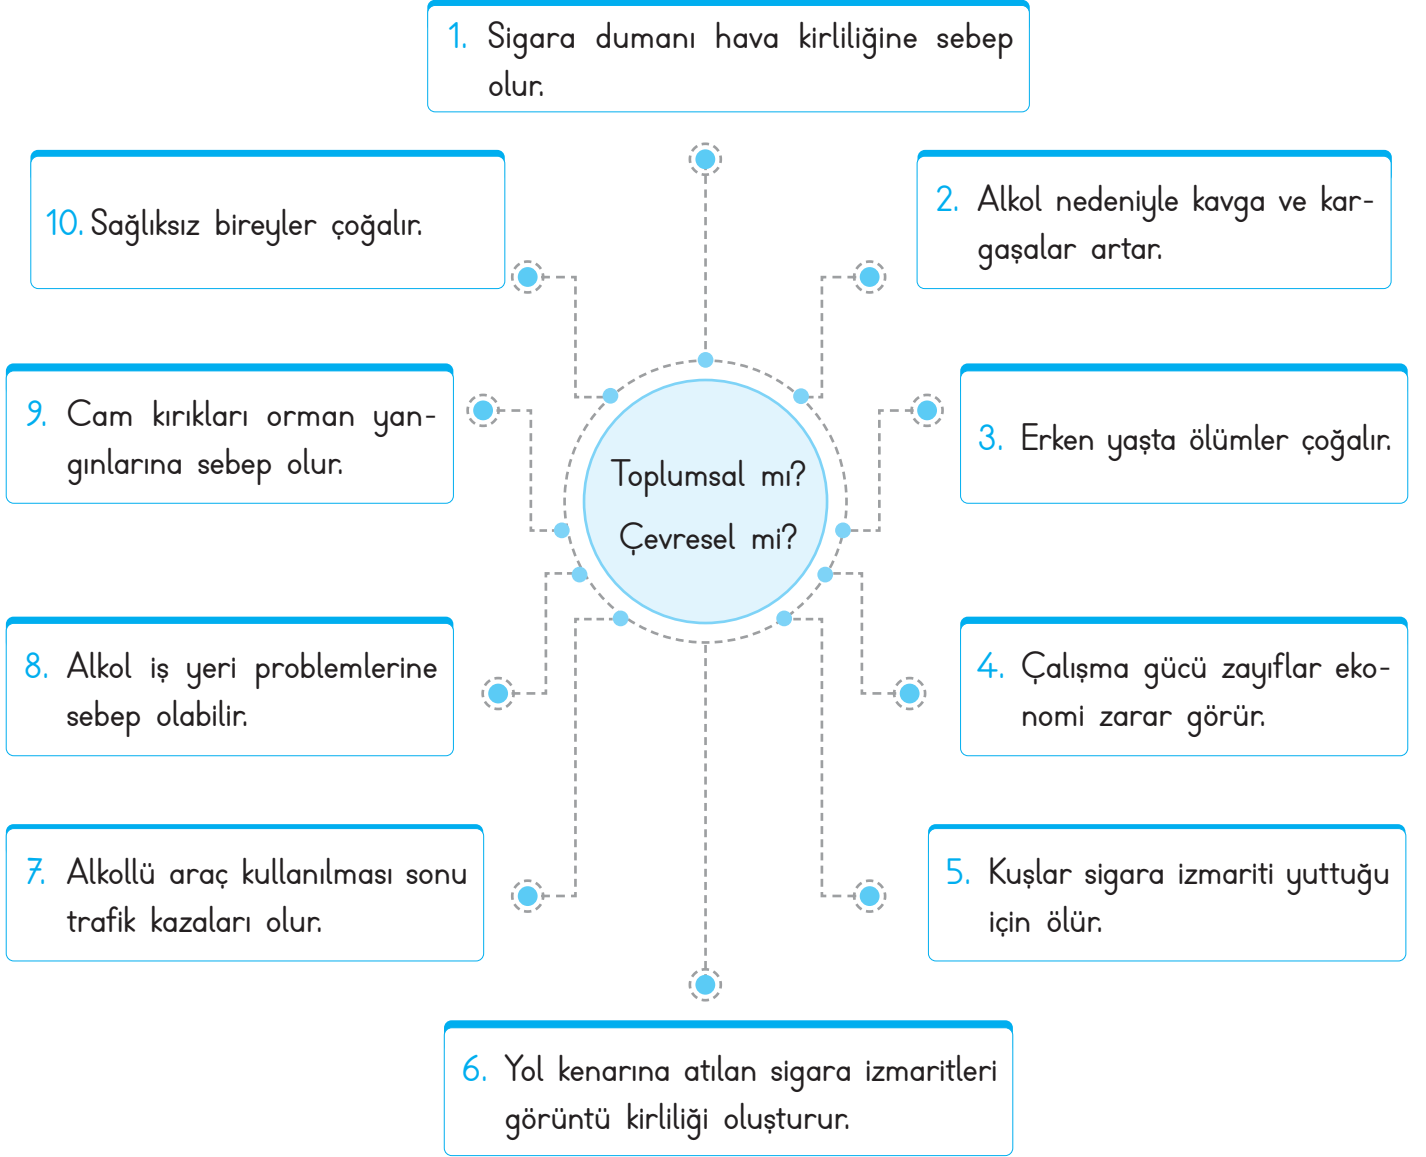 1. Sigara dumanı hava kirliliğine sebep
olur.
2. Alkol nedeniyle kavga ve kar-
gaşalar artar.
3. Erken yaşta ölümler çoğalır.
4. Çalışma gücü zayıflar eko-
nomi zarar görür.
5. Kuşlar sigara izmariti yuttuğu
için ölür.
6. Yol kenarına atılan sigara izmaritleri
görüntü kirliliği oluşturur.
7. Alkollü araç kullanılması sonu
trafik kazaları olur.
8. Alkol iş yeri problemlerine
sebep olabilir.
9. Cam kırıkları orman yan-
gınlarına sebep olur.
10. Sağlıksız bireyler çoğalır.
Toplumsal mı?
Çevresel mi?